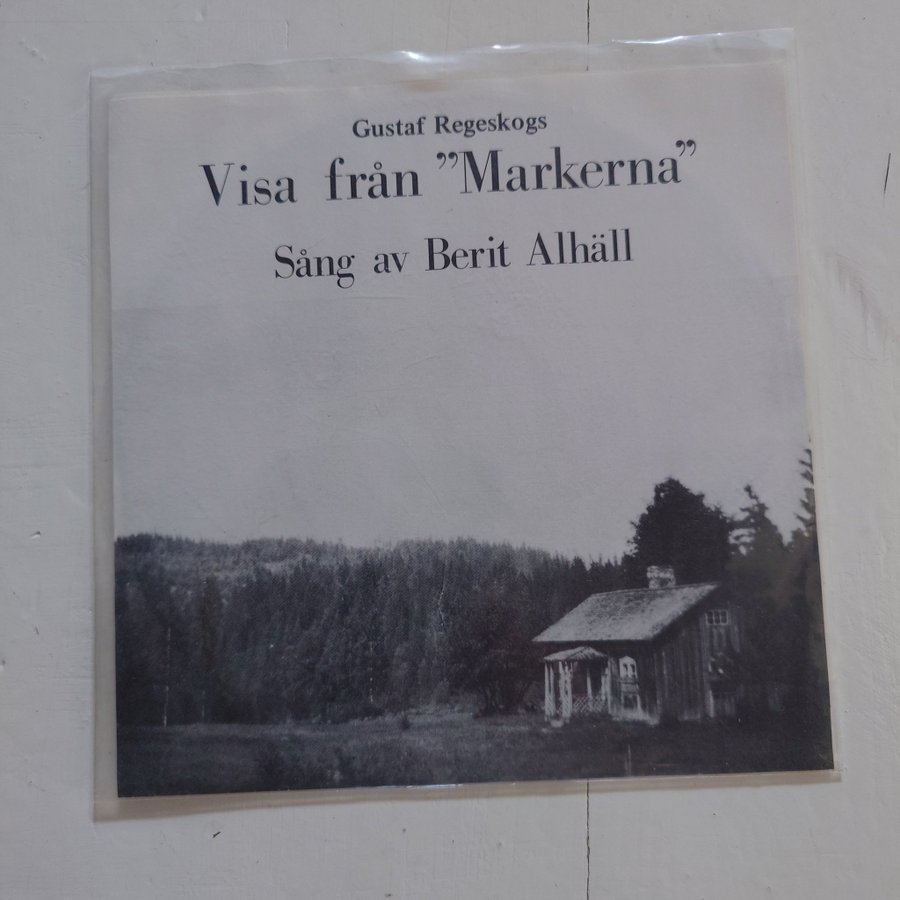 Gustaf Regeskogs
Visa från ”Markerna”
Sång av Berit Alhäll